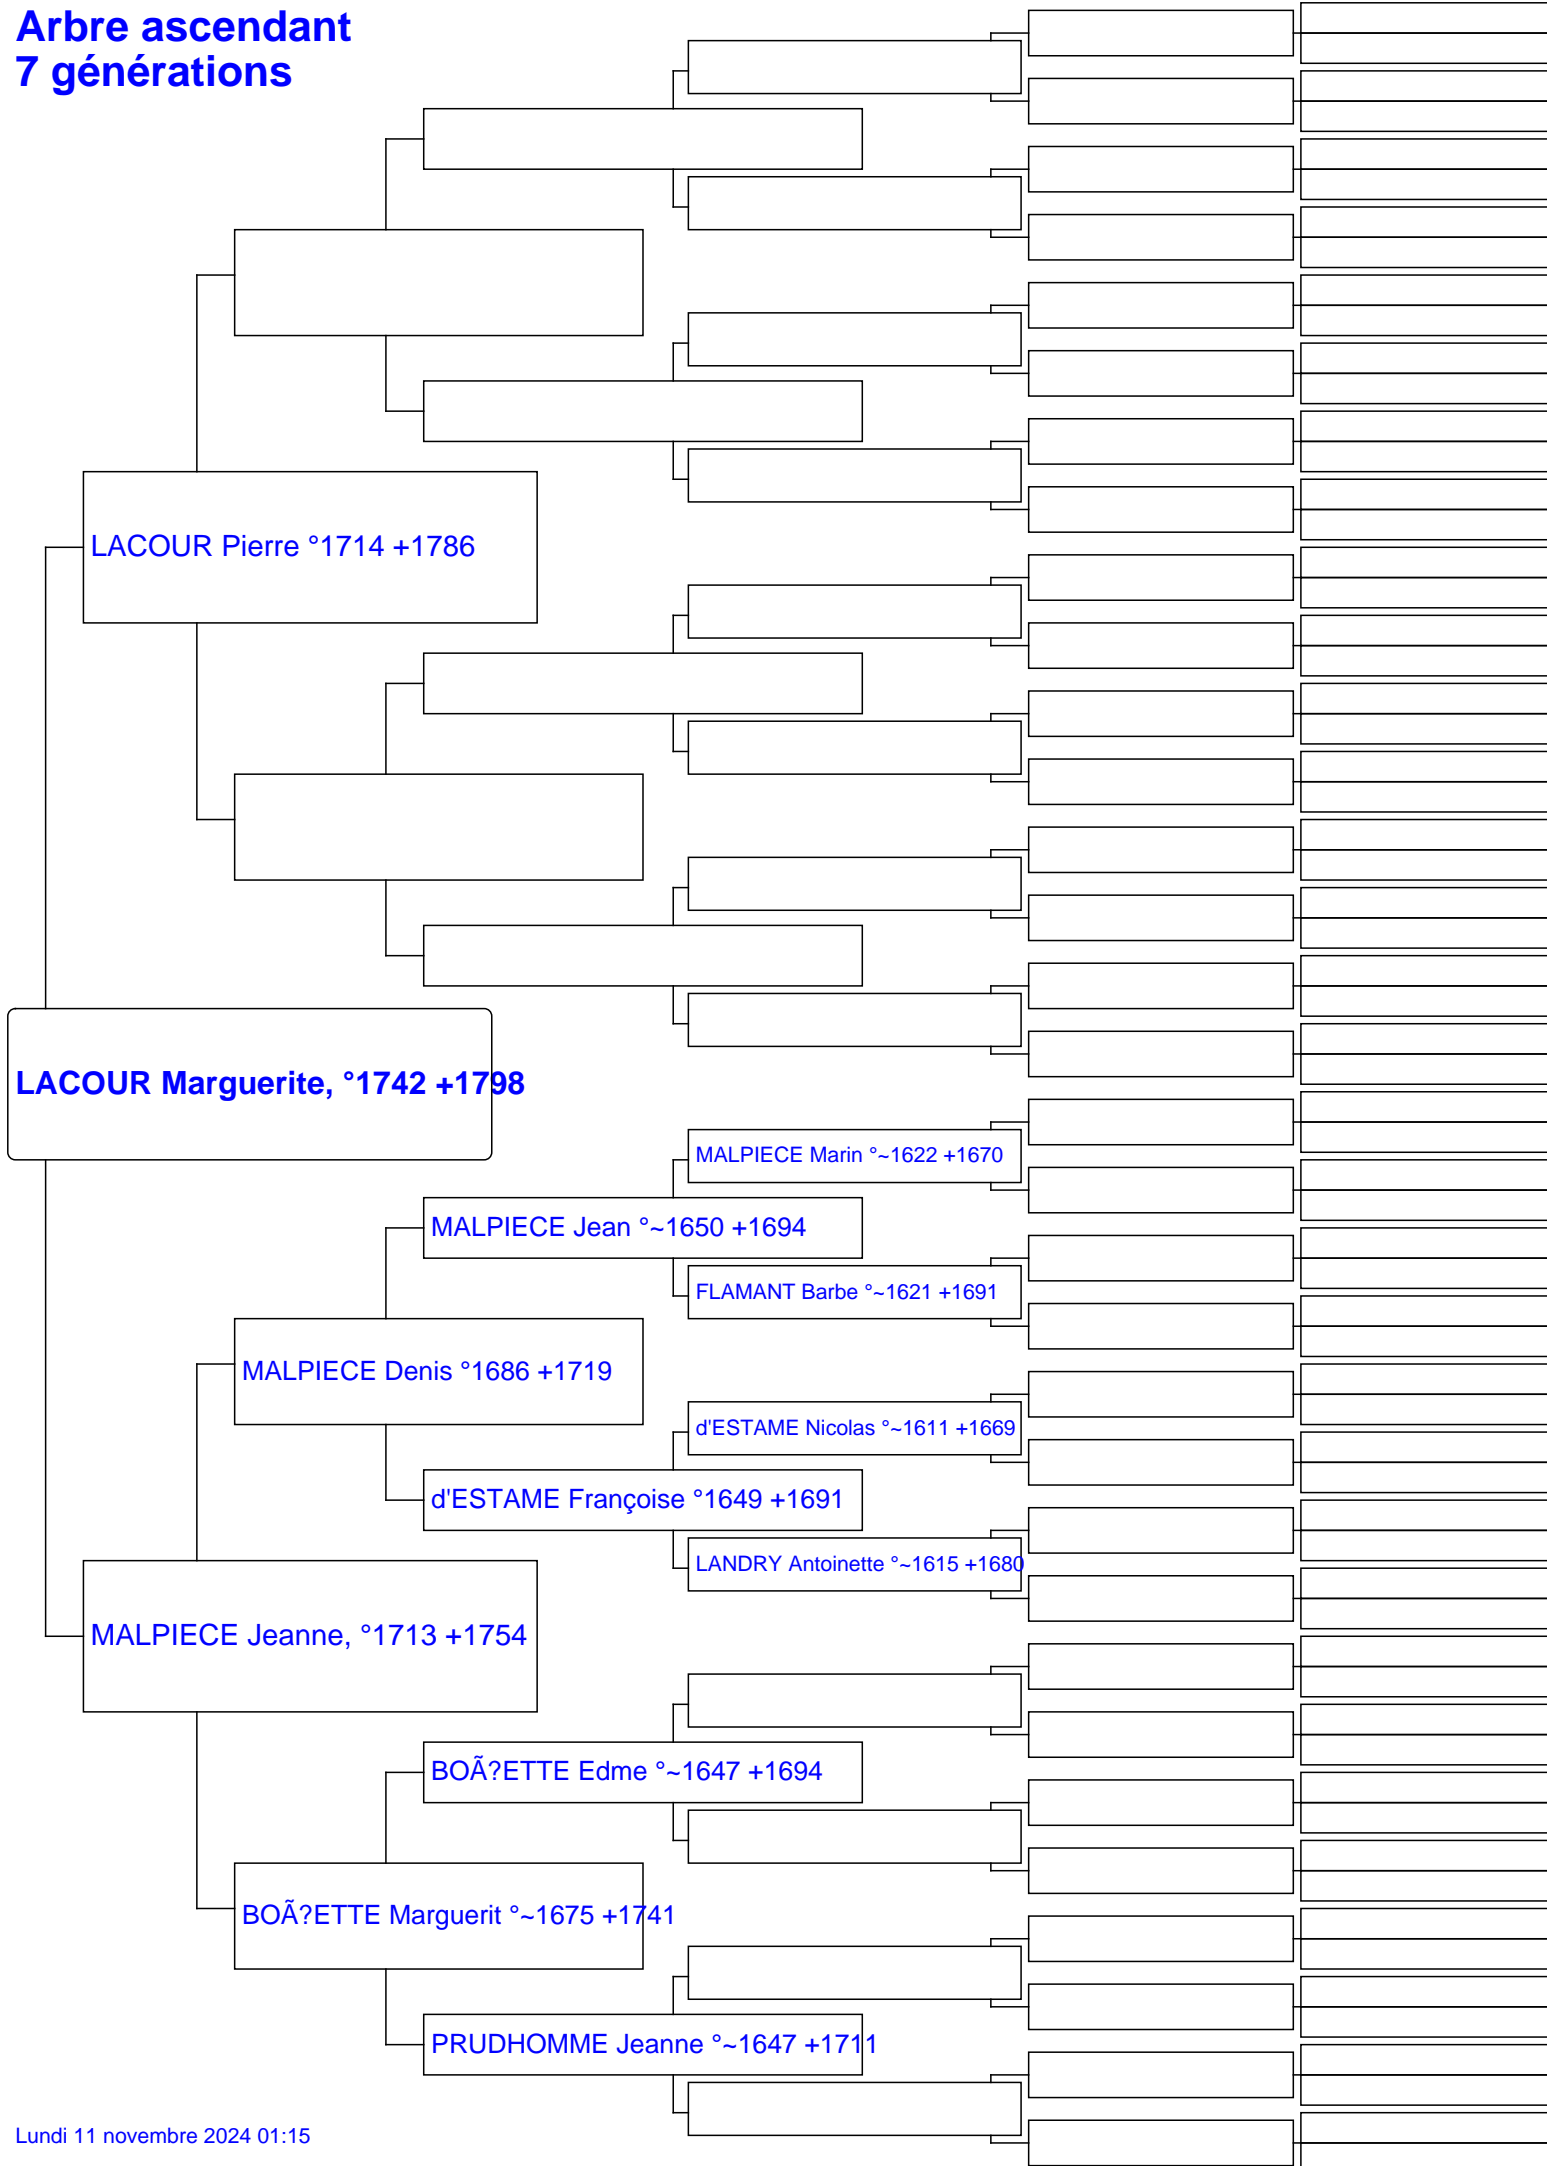 Arbre ascendant
7 générations
LACOUR Pierre °1714 +1786
LACOUR Marguerite, °1742 +1798
MALPIECE Marin °~1622 +1670
MALPIECE Jean °~1650 +1694
FLAMANT Barbe °~1621 +1691
MALPIECE Denis °1686 +1719
d'ESTAME Nicolas °~1611 +1669
d'ESTAME Françoise °1649 +1691
LANDRY Antoinette °~1615 +1680
MALPIECE Jeanne, °1713 +1754
BOÃ?ETTE Edme °~1647 +1694
BOÃ?ETTE Marguerit °~1675 +1741
PRUDHOMME Jeanne °~1647 +1711
Lundi 11 novembre 2024 01:15